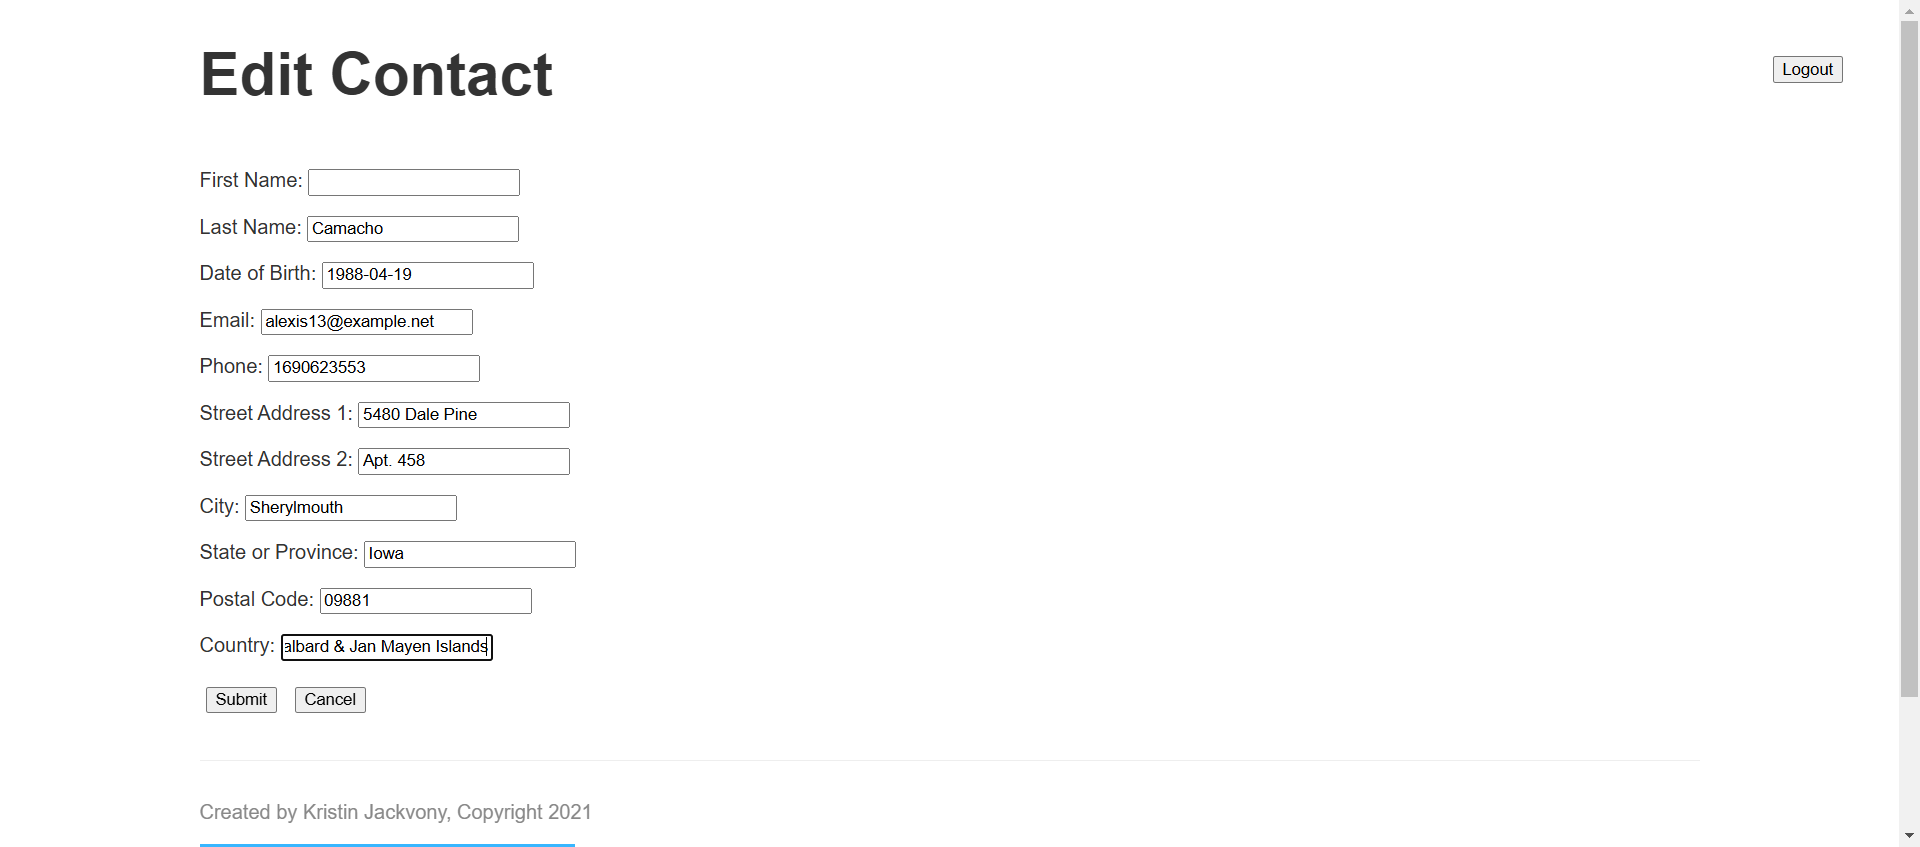 Edit Contact
Logout
First Name:
Last Name: Camacho
Date of Birth: 1988-04-19
Email: alexis13@example.net
Phone: 1690623553
Street Address 1: 5480 Dale Pine
Street Address 2: Apt. 458
City: Sherylmouth
State or Province: Iowa
Postal Code: 09881
Country: albard & Jan Mayen Islands
Submit Cancel
Created by Kristin Jackvony, Copyright 2021